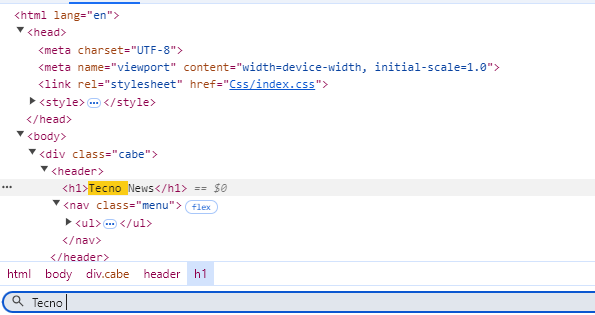 <html lang="en">
<head>
<meta charset="UTF-8">
<meta name="viewport" content="width=device-width, initial-scale=1.0">
<link rel="stylesheet" href="Css/index.css">
<style>…</style>
</head>
<body>
<div class="cabe">
<header>
… <h1>Tecno News</h1> == $0
<nav class="menu"> flex
<ul>…</ul>
</nav>
</header>
html body div.cabe header h1
Tecno